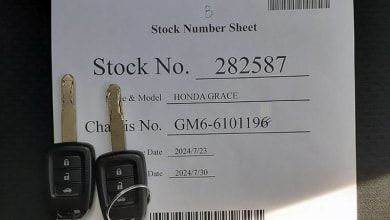 B
Stock Number Sheet
Stock No. 282587
e & Model HONDA GRACE
Chassis No. GM6-6101196
e Date 2024/7/23
e Date 2024/7/30